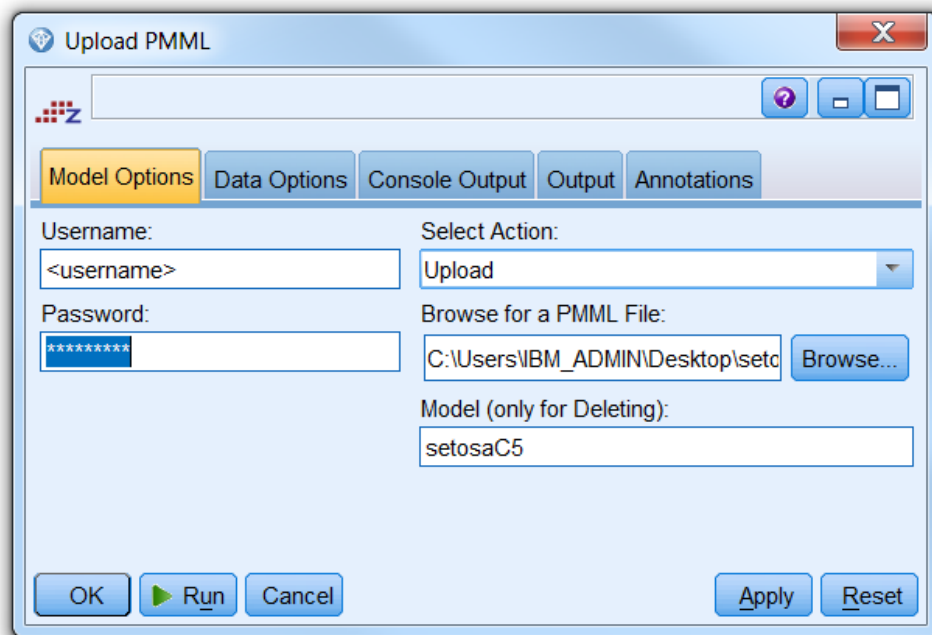 Upload PMML
z
Model Options Data Options Console Output Output Annotations
Username: Select Action:
<username> Upload
Password: Browse for a PMML File:
********* C:\Users\IBM_ADMIN\Desktop\seto Browse...
Model (only for Deleting):
setosaC5
OK Run Cancel Apply Reset